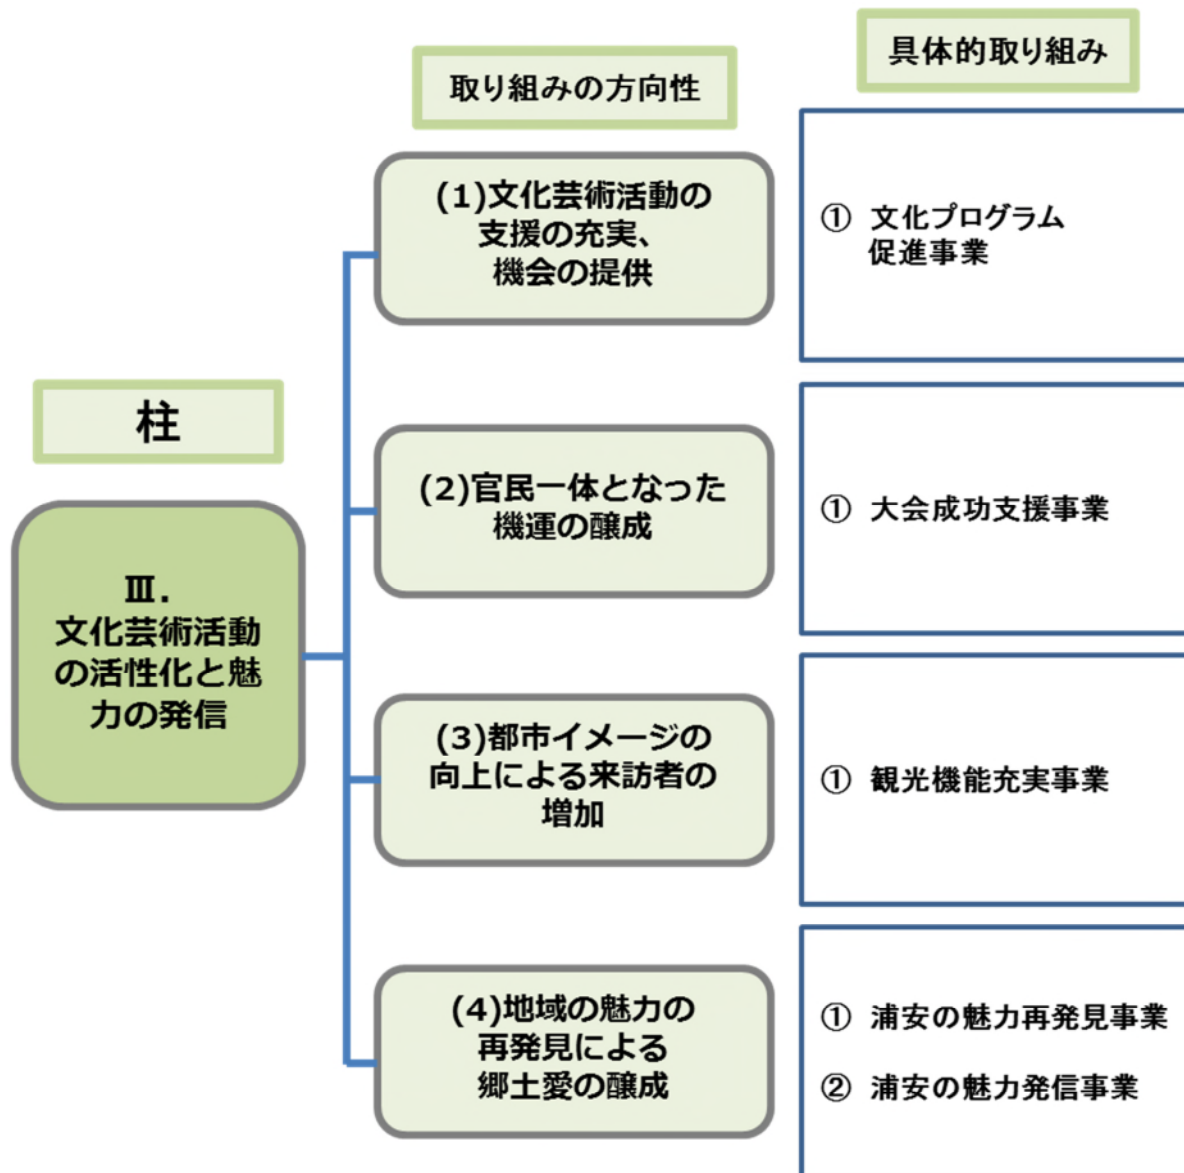 取り組みの方向性
具体的取り組み
柱
Ⅲ.
文化芸術活動
の活性化と魅
力の発信
(1)文化芸術活動の
支援の充実、
機会の提供
① 文化プログラム
促進事業
(2)官民一体となった
機運の醸成
① 大会成功支援事業
(3)都市イメージの
向上による来訪者の
増加
① 観光機能充実事業
(4)地域の魅力の
再発見による
郷土愛の醸成
① 浦安の魅力再発見事業
② 浦安の魅力発信事業